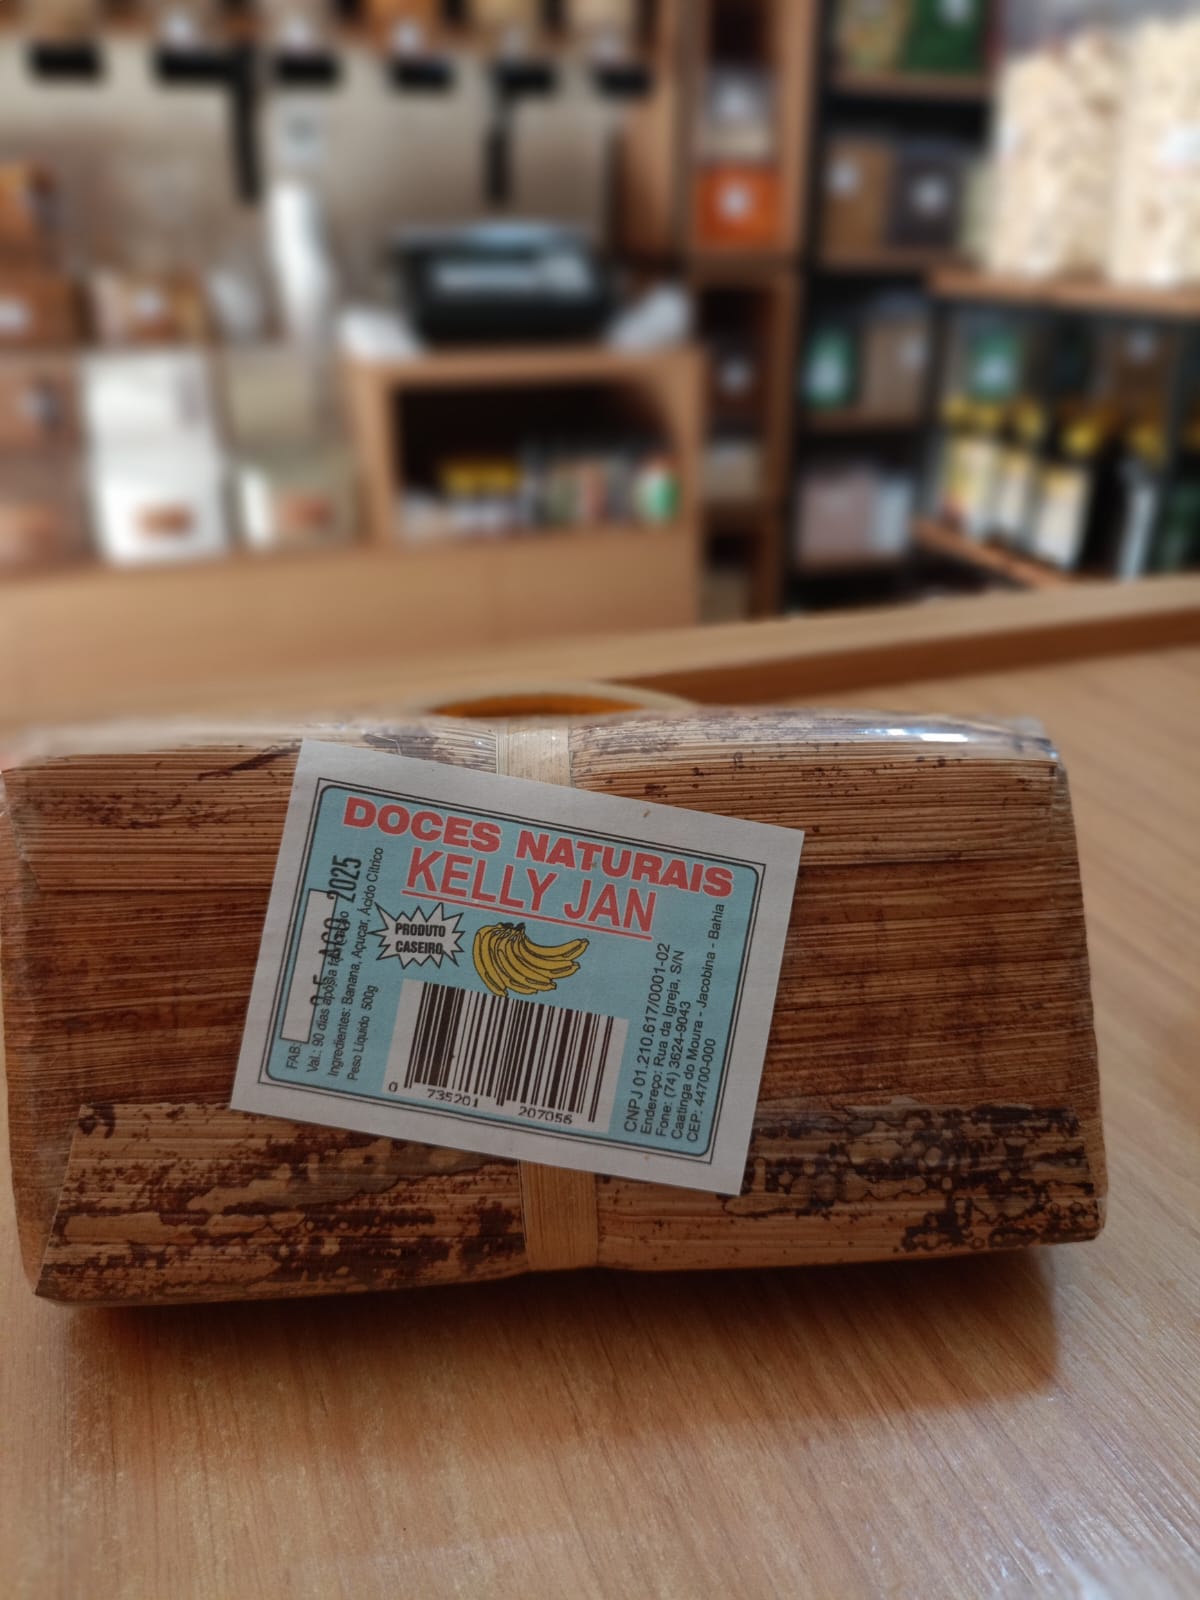 DOCES NATURAIS
KELLY JAN
PRODUTO
CASEIRO
FAB:
AGO 2025
Val.: 90 dias após a fabricação
Ingredientes: Banana, Açucar, Ácido Cítrico
Peso Líquido 500g
0 735201 207056
CNPJ 01.210.617/0001-02
Endereço: Rua da Igreja, S/N
Fone: (74) 3624-9043
Caatinga do Moura - Jacobina - Bahia
CEP: 44700-000